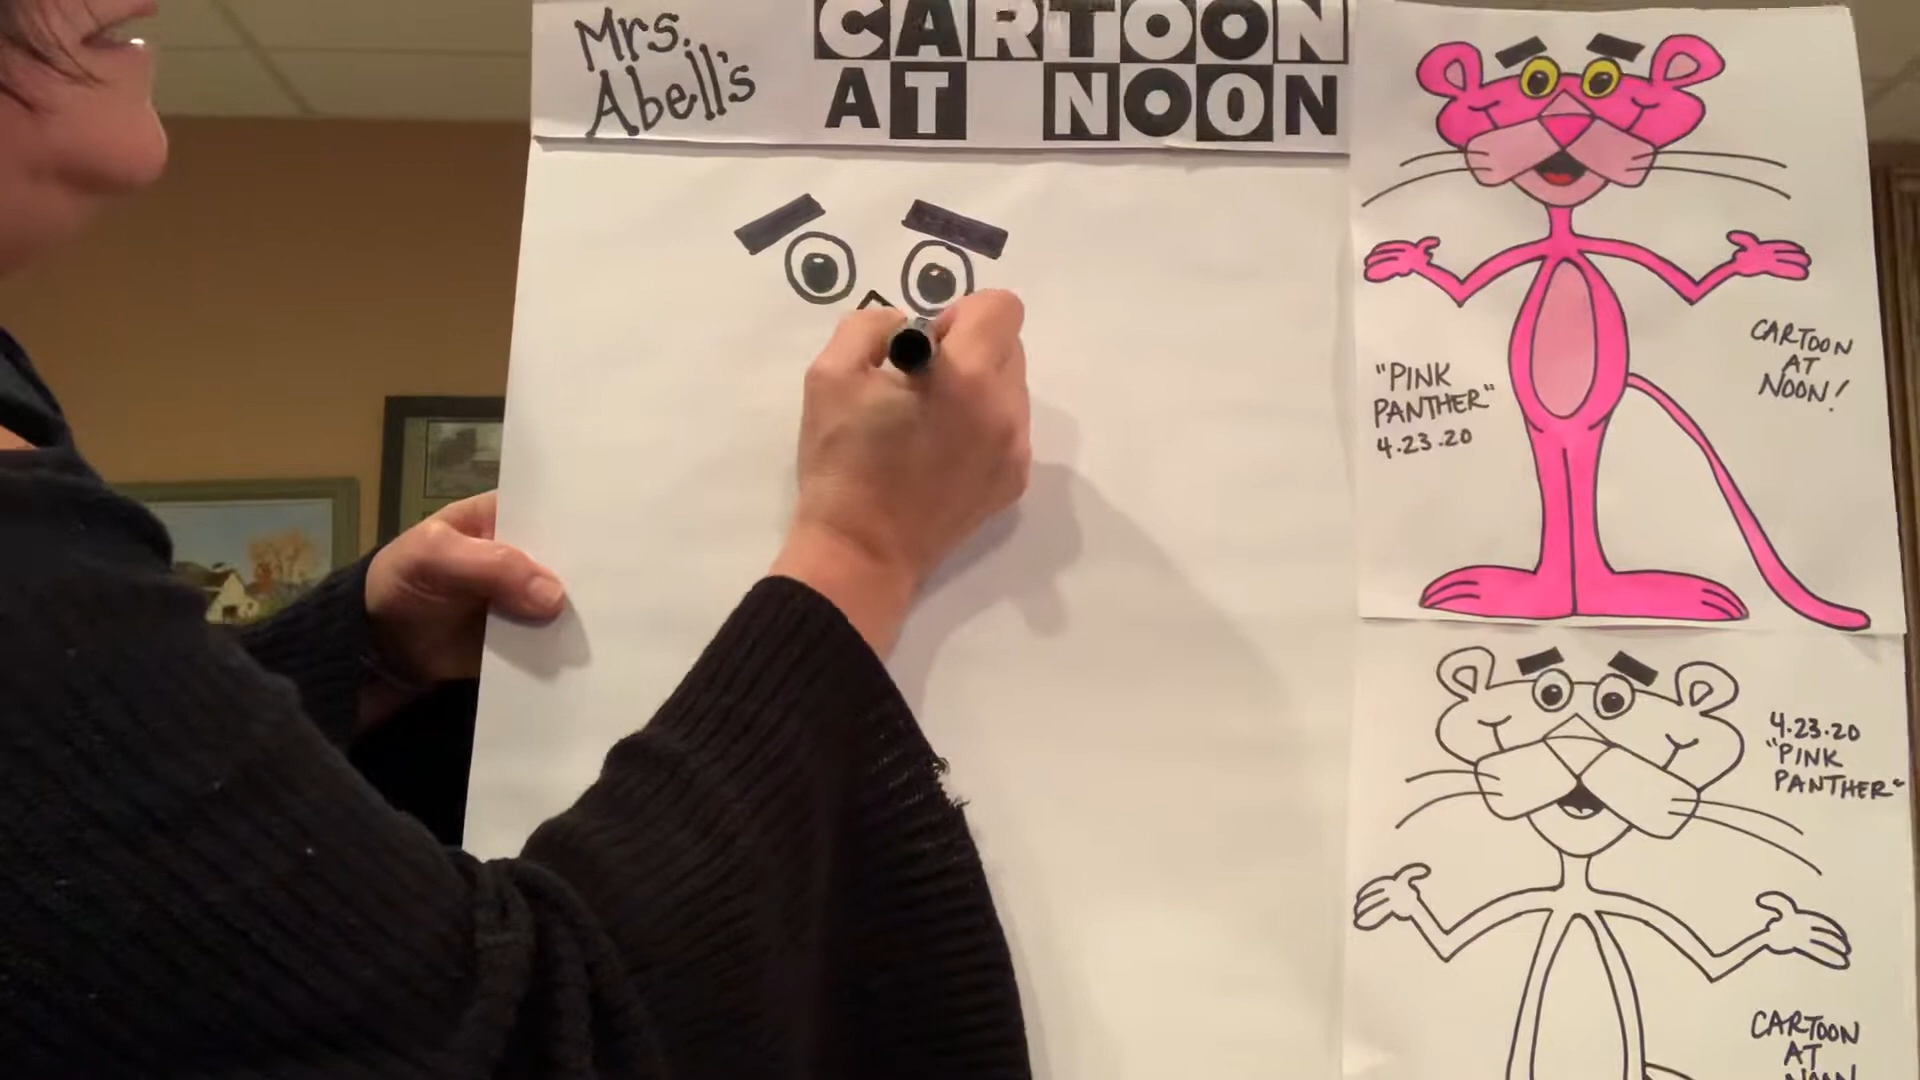 Mrs.
Abell's
CARTOON
AT NOON
"PINK
PANTHER"
4.23.20
CARTOON
AT
NOON!
4.23.20
"PINK
PANTHER"
CARTOON
AT
NOON